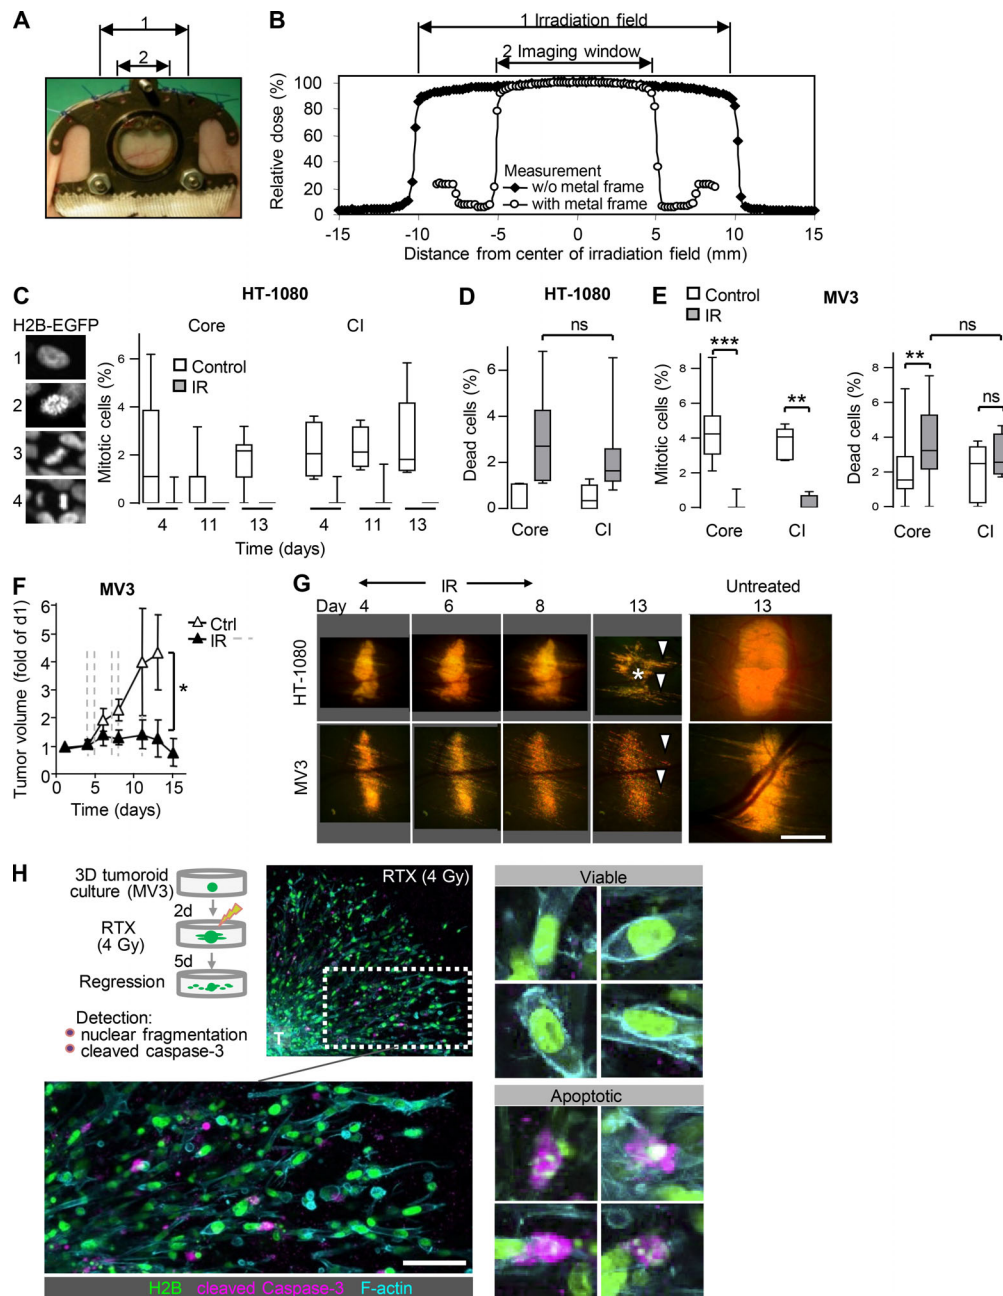 A
1
2
B
1 Irradiation field
2 Imaging window
Relative dose (%)
100
80
60
40
20
0
Measurement
w/o metal frame
with metal frame
-15 -10 -5 0 5 10 15
Distance from center of irradiation field (mm)
C
HT-1080
H2B-EGFP
1
2
3
4
Core CI
Control
IR
Mitotic cells (%)
6
4
2
0
4 11 13 4 11 13
Time (days)
D
HT-1080
ns
Dead cells (%)
6
4
2
0
Core CI
E
Control
IR
MV3
***
**
Mitotic cells (%)
8
6
4
2
0
Core CI
ns
**
ns
Dead cells (%)
8
6
4
2
0
Core CI
F
MV3
Tumor volume (fold of d1)
6
5
4
3
2
1
0
Ctrl
IR
*
0 5 10 15
Time (days)
G
IR
Untreated
Day 4 6 8 13 13
HT-1080
*
MV3
H
3D tumoroid
culture (MV3)
2d
RTX
(4 Gy)
5d
Regression
Detection:
nuclear fragmentation
cleaved caspase-3
RTX (4 Gy)
T
Viable
Apoptotic
H2B cleaved Caspase-3 F-actin